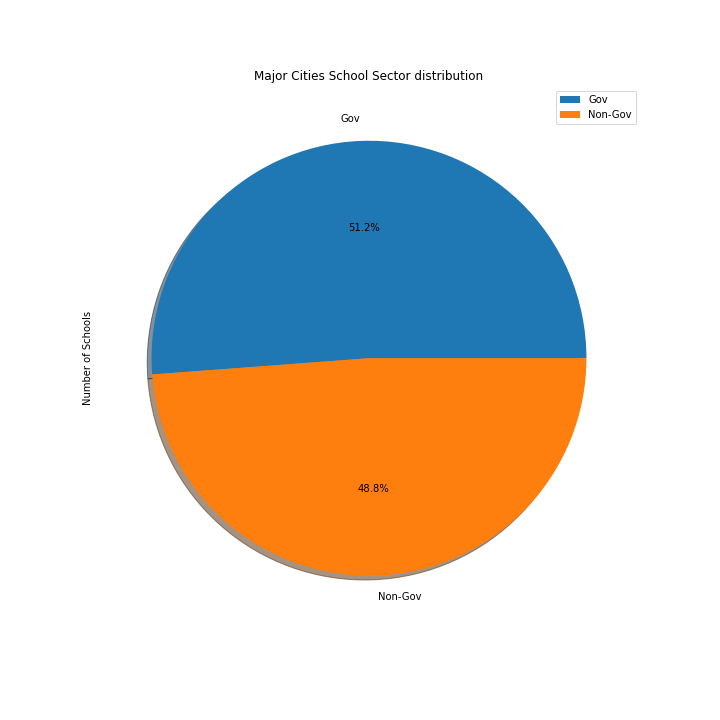 Major Cities School Sector distribution
Gov
Non-Gov
Gov
51.2%
Number of Schools
48.8%
Non-Gov